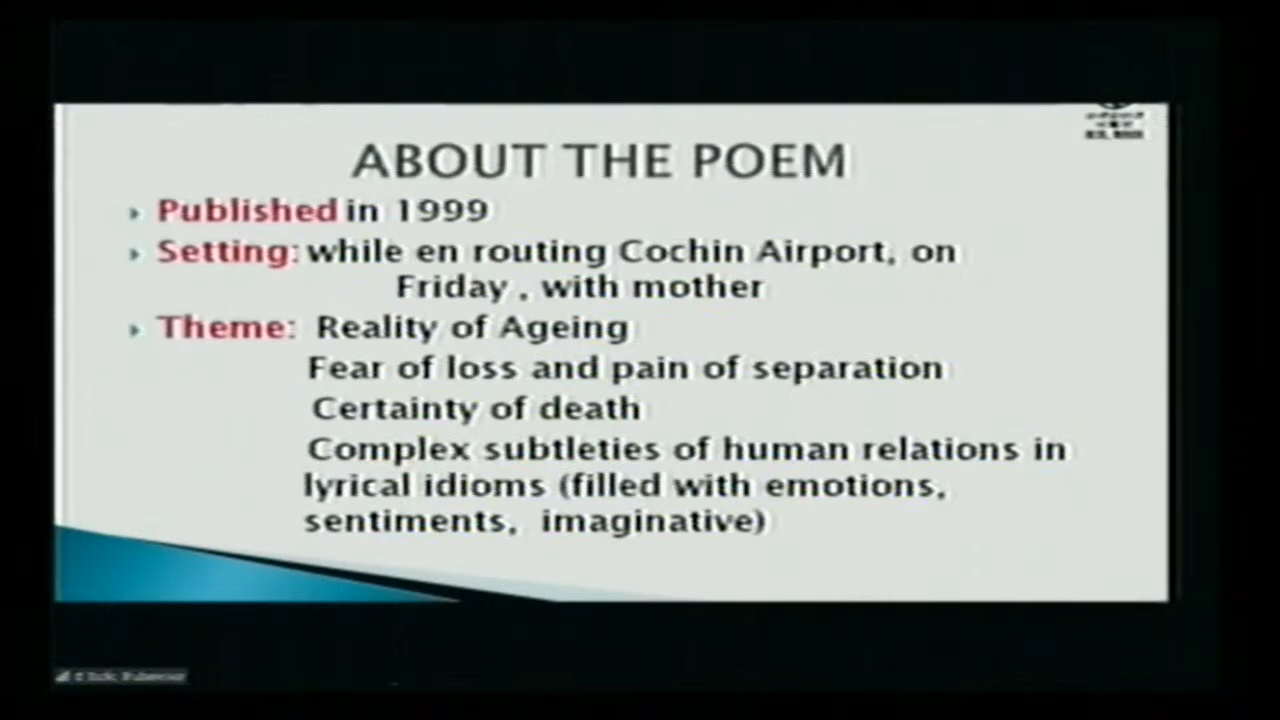 ABOUT THE POEM
Published in 1999
Setting: while en routing Cochin Airport, on
Friday , with mother
Theme: Reality of Ageing
Fear of loss and pain of separation
Certainty of death
Complex subtleties of human relations in
lyrical idioms (filled with emotions,
sentiments, imaginative)